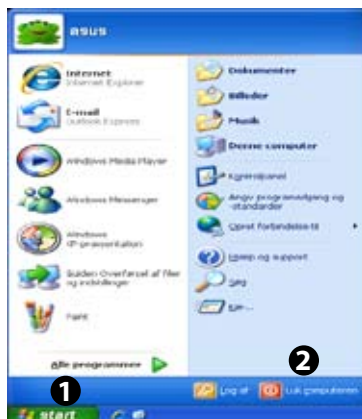 asus
Internet
Internet Explorer
E-mail
Outlook Express
Windows Media Player
Windows Messenger
Windows
XP-præsentation
Guiden Overførsel af filer
og indstillinger
Paint
Alle programmer
Dokumenter
Billeder
Musik
Denne computer
Kontrolpanel
Angiv programadgang og
-standarder
Opret forbindelse til
Hjælp og support
Søg
Kør...
2
Log af
Luk computeren
1
start